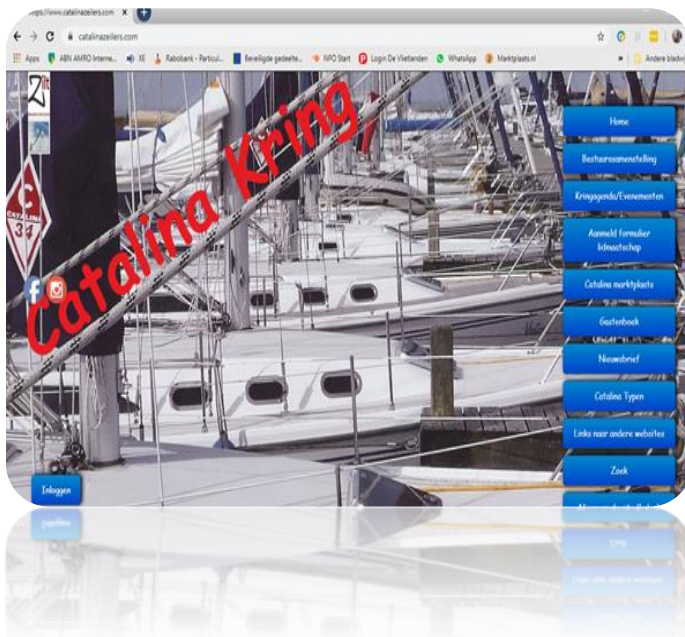 https://www.catalinazeilers.com
catalinazeilers.com
Apps
ABN AMRO Interne...
XE
Rabobank - Particul...
Beveiligde gedeelte...
NPO Start
Login De Vlietlanden
WhatsApp
Marktplaats.nl
»
Andere bladwij
Zilt
Catalina Kring
C
CATALINA
34
Home
Bestuurssamenstelling
Kringagenda/Evenementen
Aanmeld formulier
lidmaatschap
Catalina marktplaats
Gastenboek
Nieuwsbrief
Catalina Typen
Links naar andere websites
Zoek
Inloggen